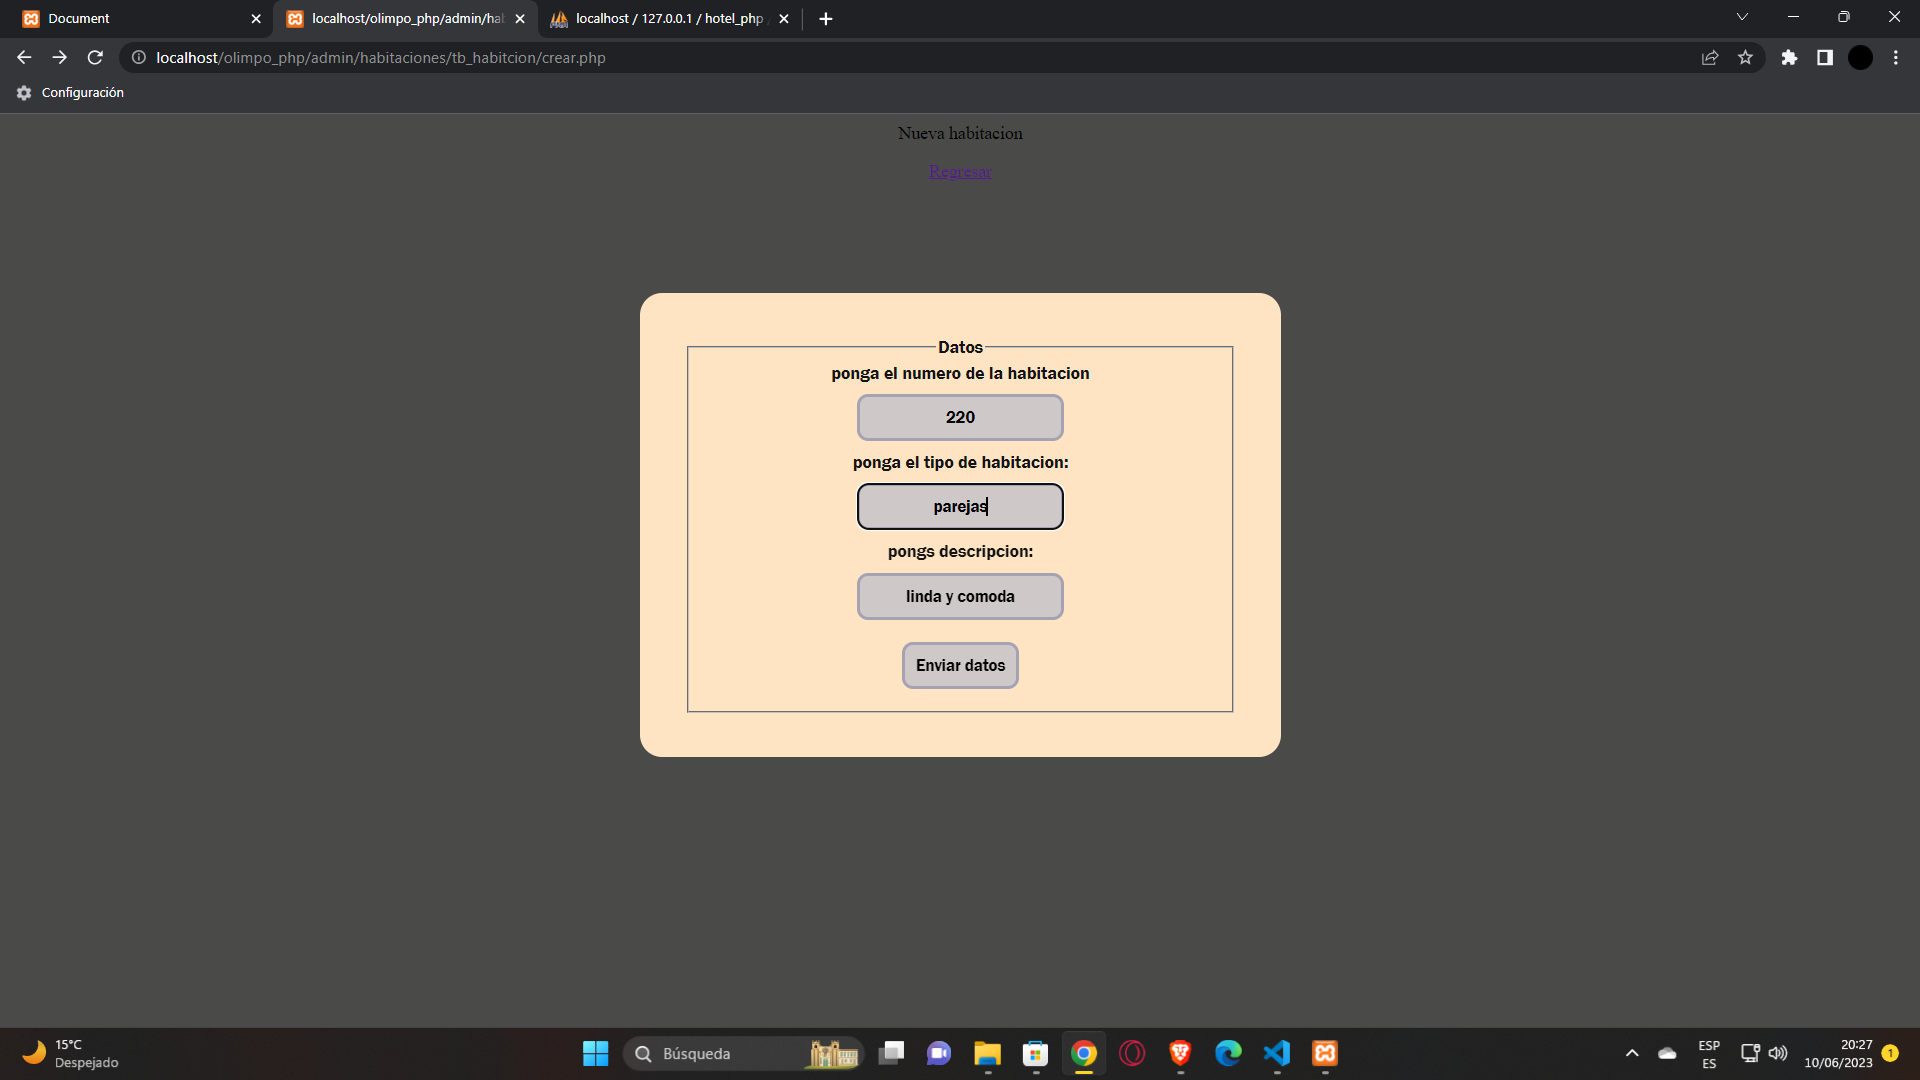 Document
localhost/olimpo_php/admin/hab
localhost / 127.0.0.1 / hotel_php
localhost/olimpo_php/admin/habitaciones/tb_habitcion/crear.php
Configuración
Nueva habitacion
Regresar
Datos
ponga el numero de la habitacion
220
ponga el tipo de habitacion:
parejas
pongs descripcion:
linda y comoda
Enviar datos
15°C
Despejado
Búsqueda
ESP
ES
20:27
10/06/2023
1